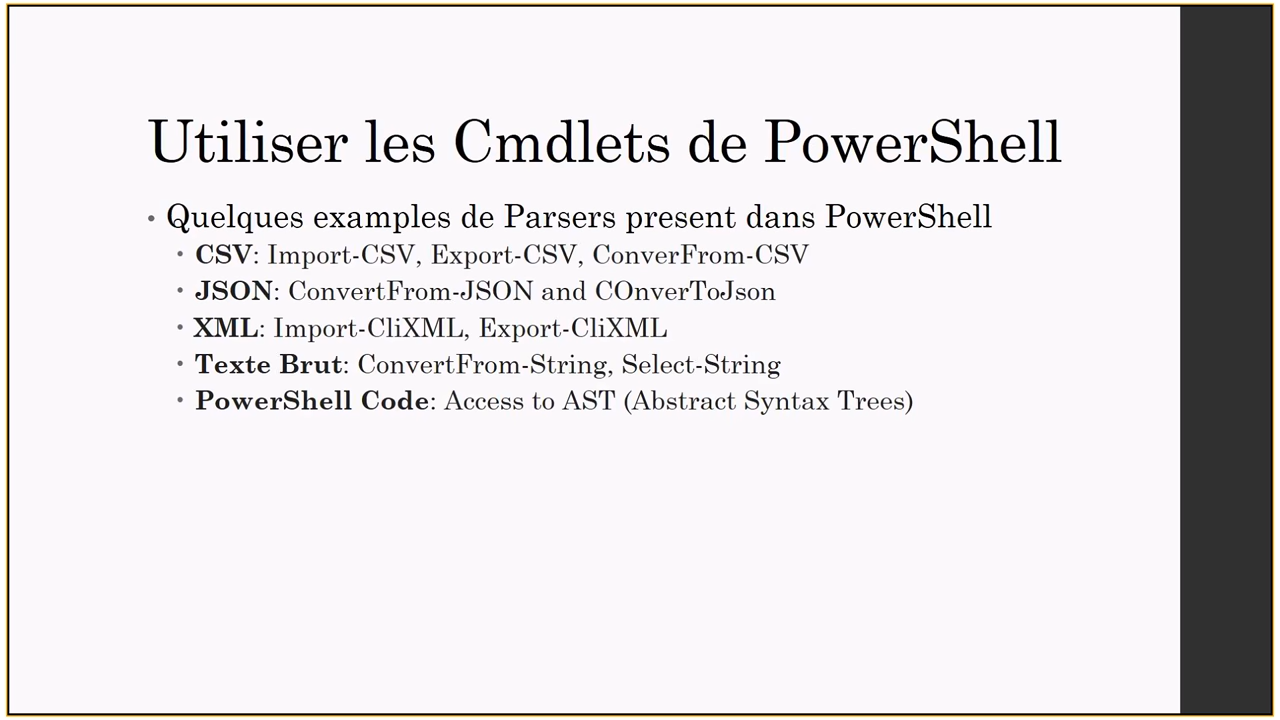 Utiliser les Cmdlets de PowerShell
• Quelques examples de Parsers present dans PowerShell
• CSV: Import-CSV, Export-CSV, ConverFrom-CSV
• JSON: ConvertFrom-JSON and COnverToJson
• XML: Import-CliXML, Export-CliXML
• Texte Brut: ConvertFrom-String, Select-String
• PowerShell Code: Access to AST (Abstract Syntax Trees)